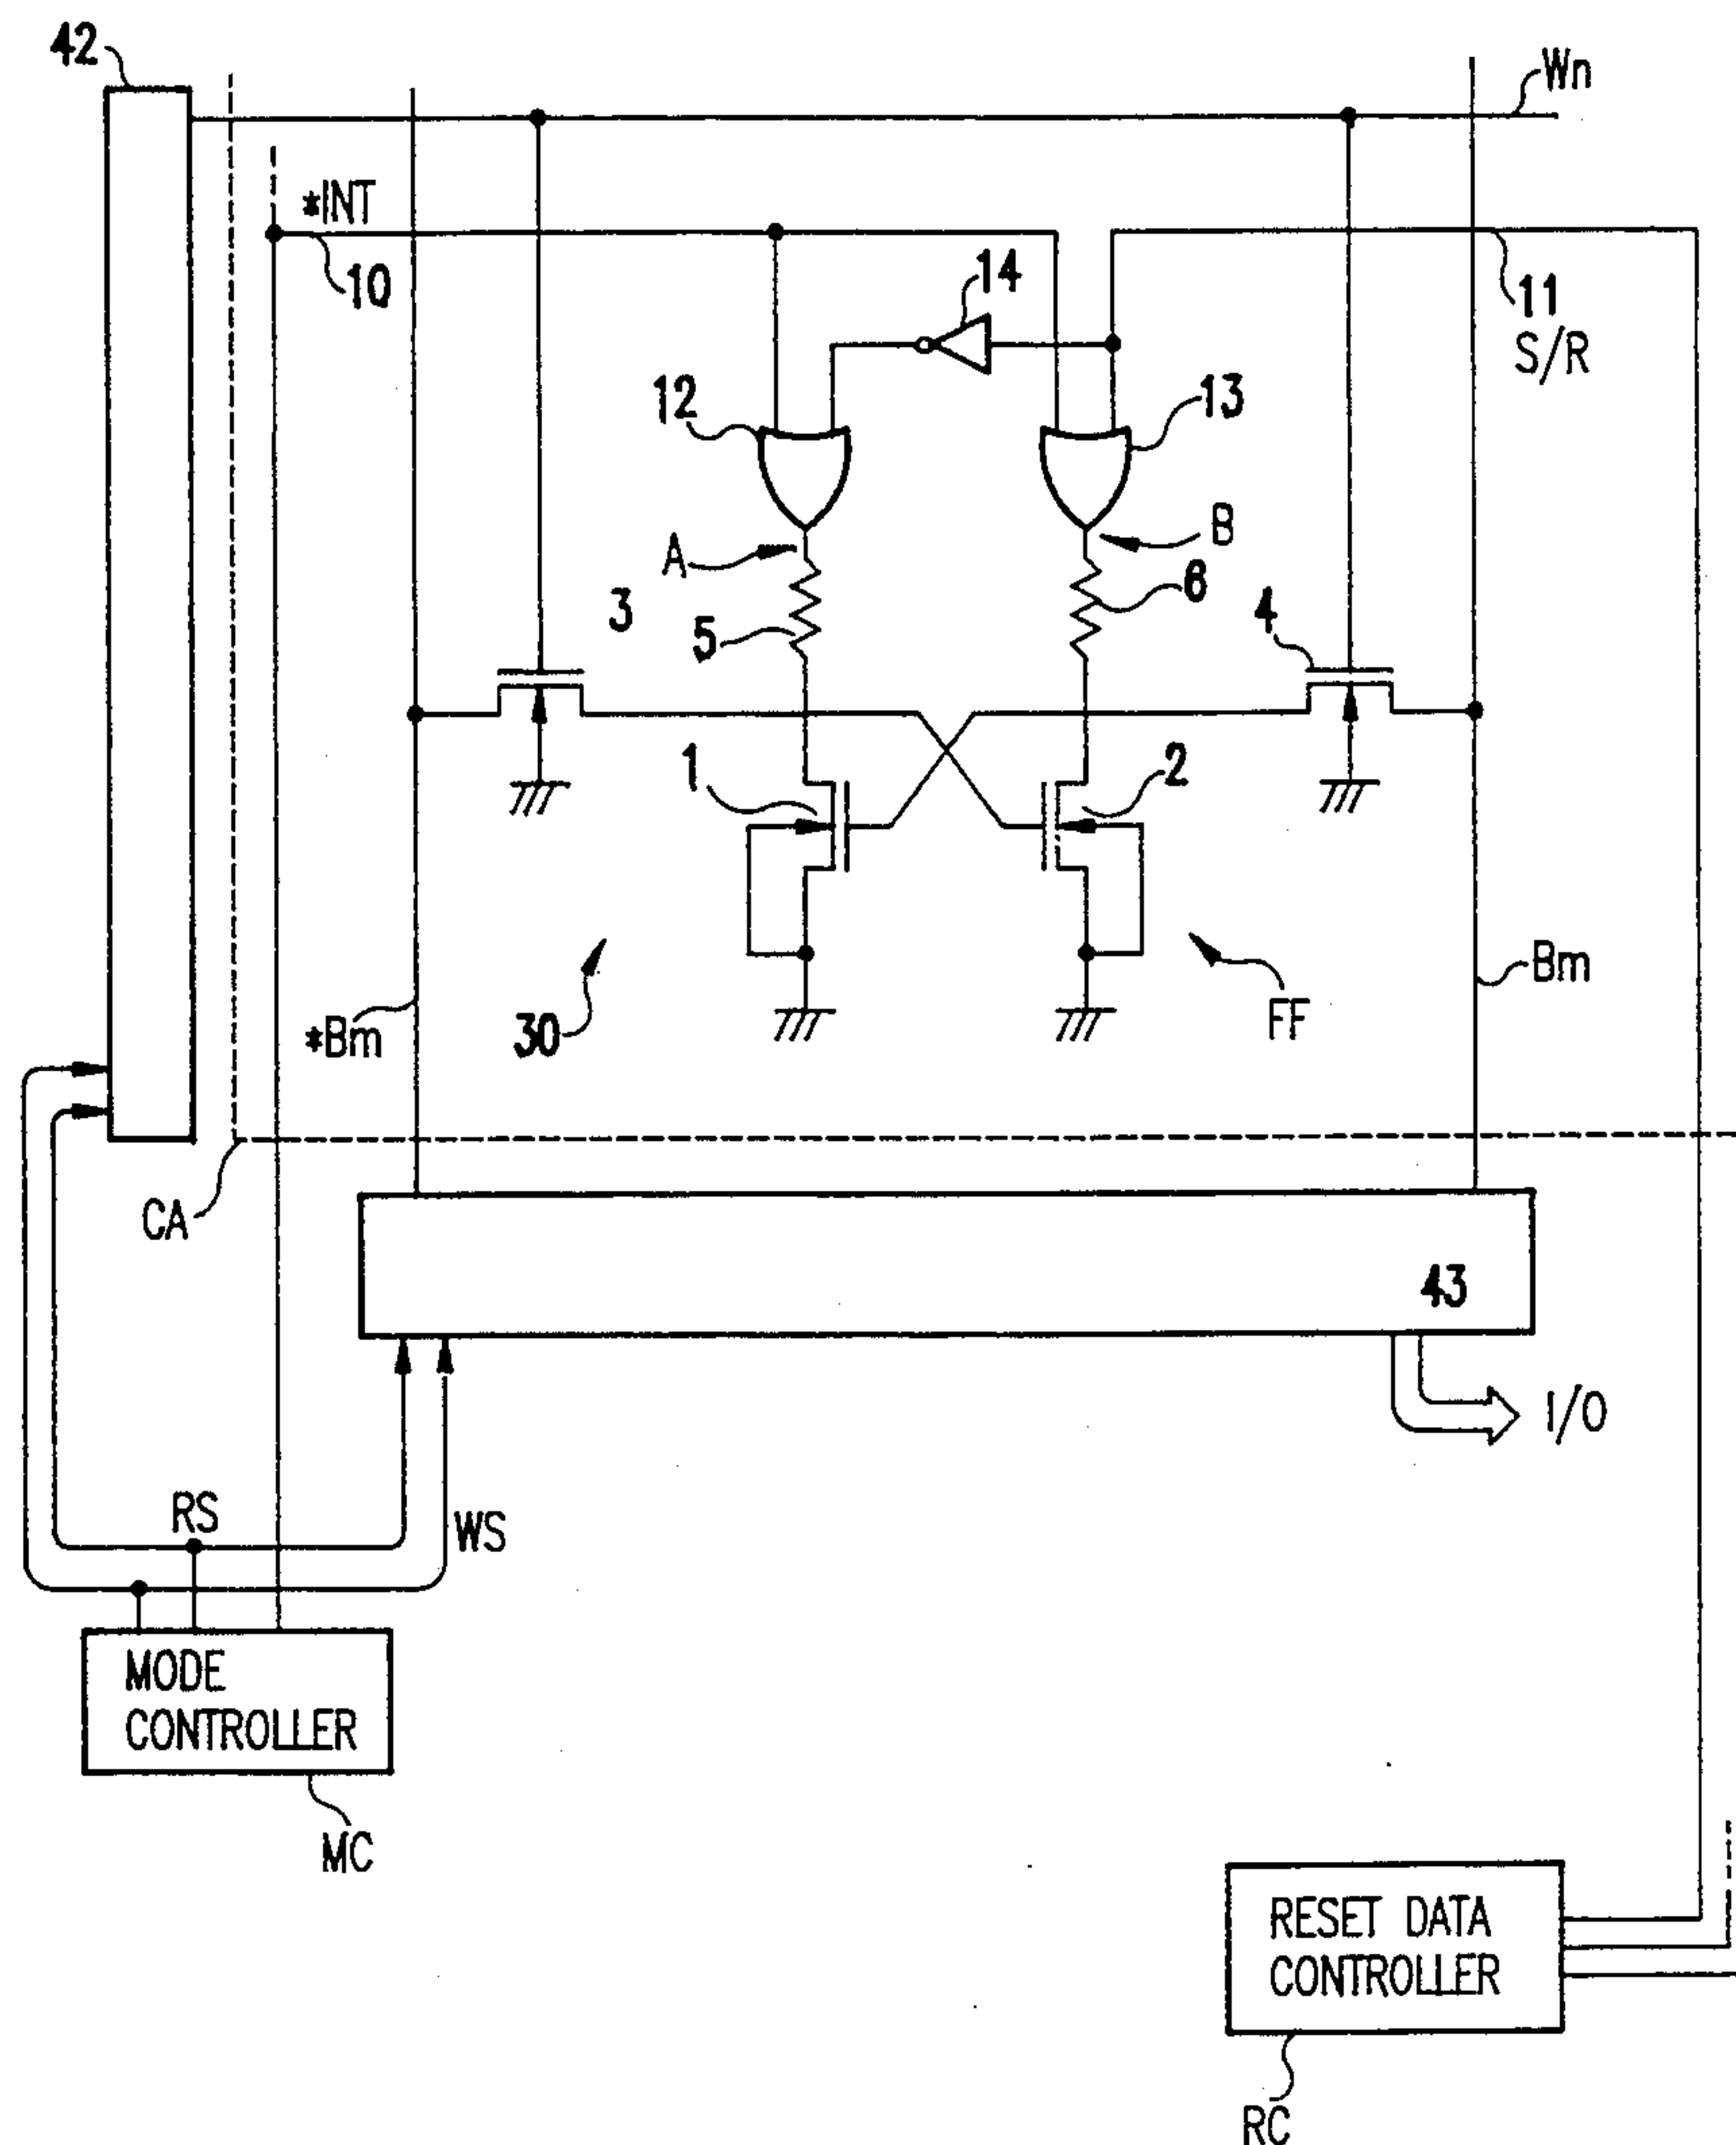 42
Wn
*INT
10
14
11
S/R
12
13
A
B
3
5
6
4
1
2
*Bm
30
FF
Bm
CA
43
I/O
RS
WS
MODE
CONTROLLER
MC
RESET DATA
CONTROLLER
RC